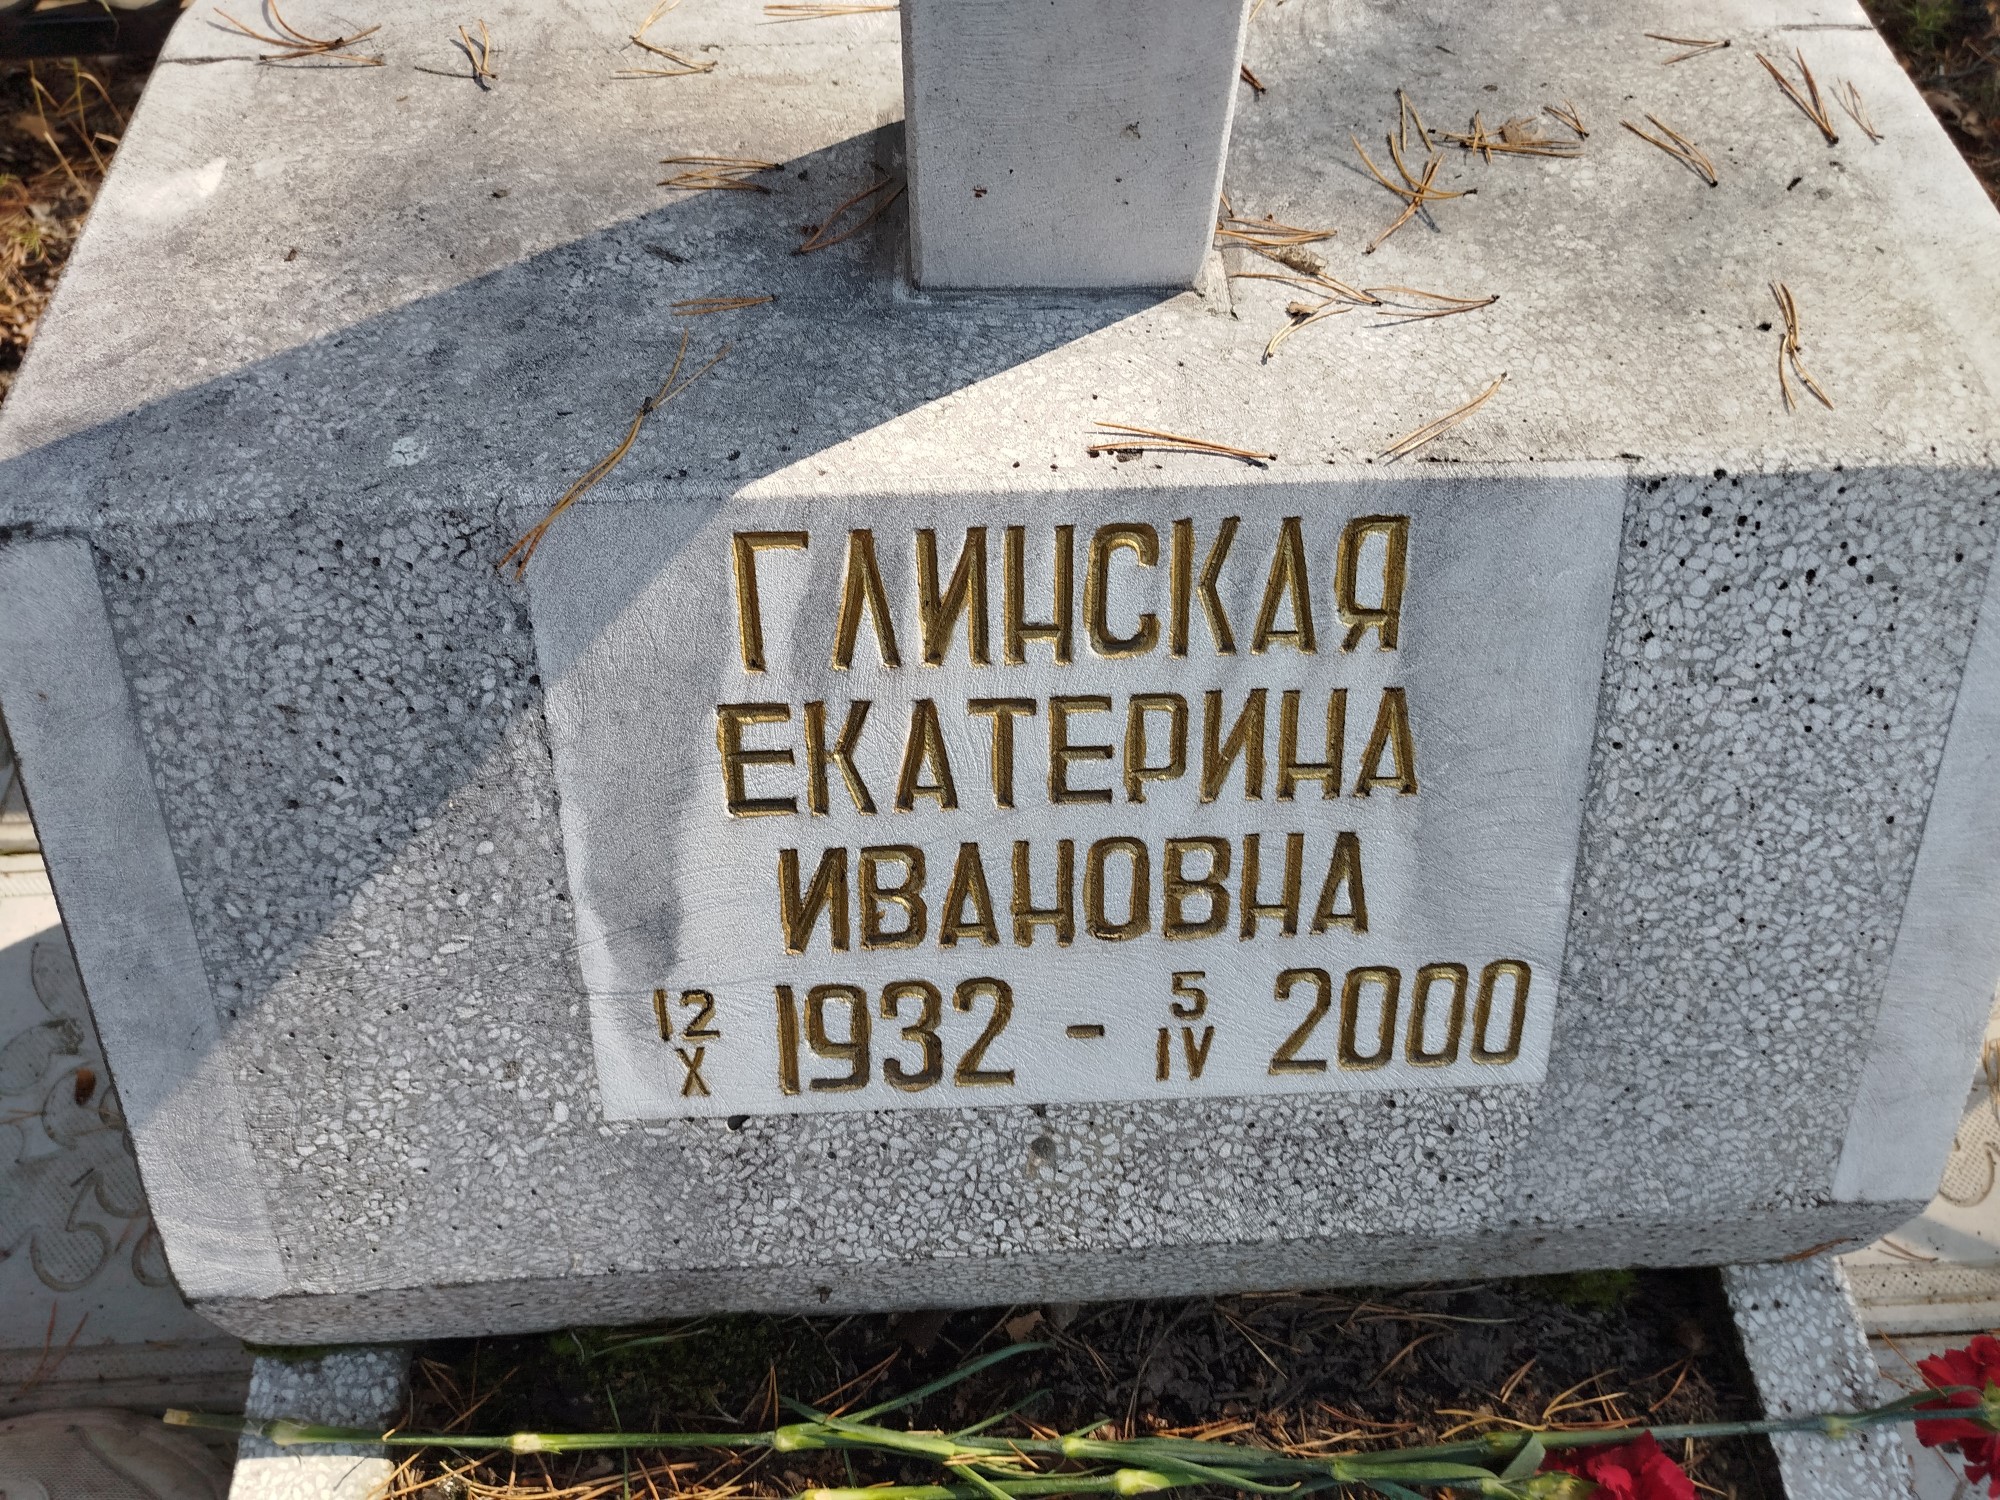 ГЛИНСКАЯ
ЕКАТЕРИНА
ИВАНОВНА
12/X 1932 - 5/IV 2000